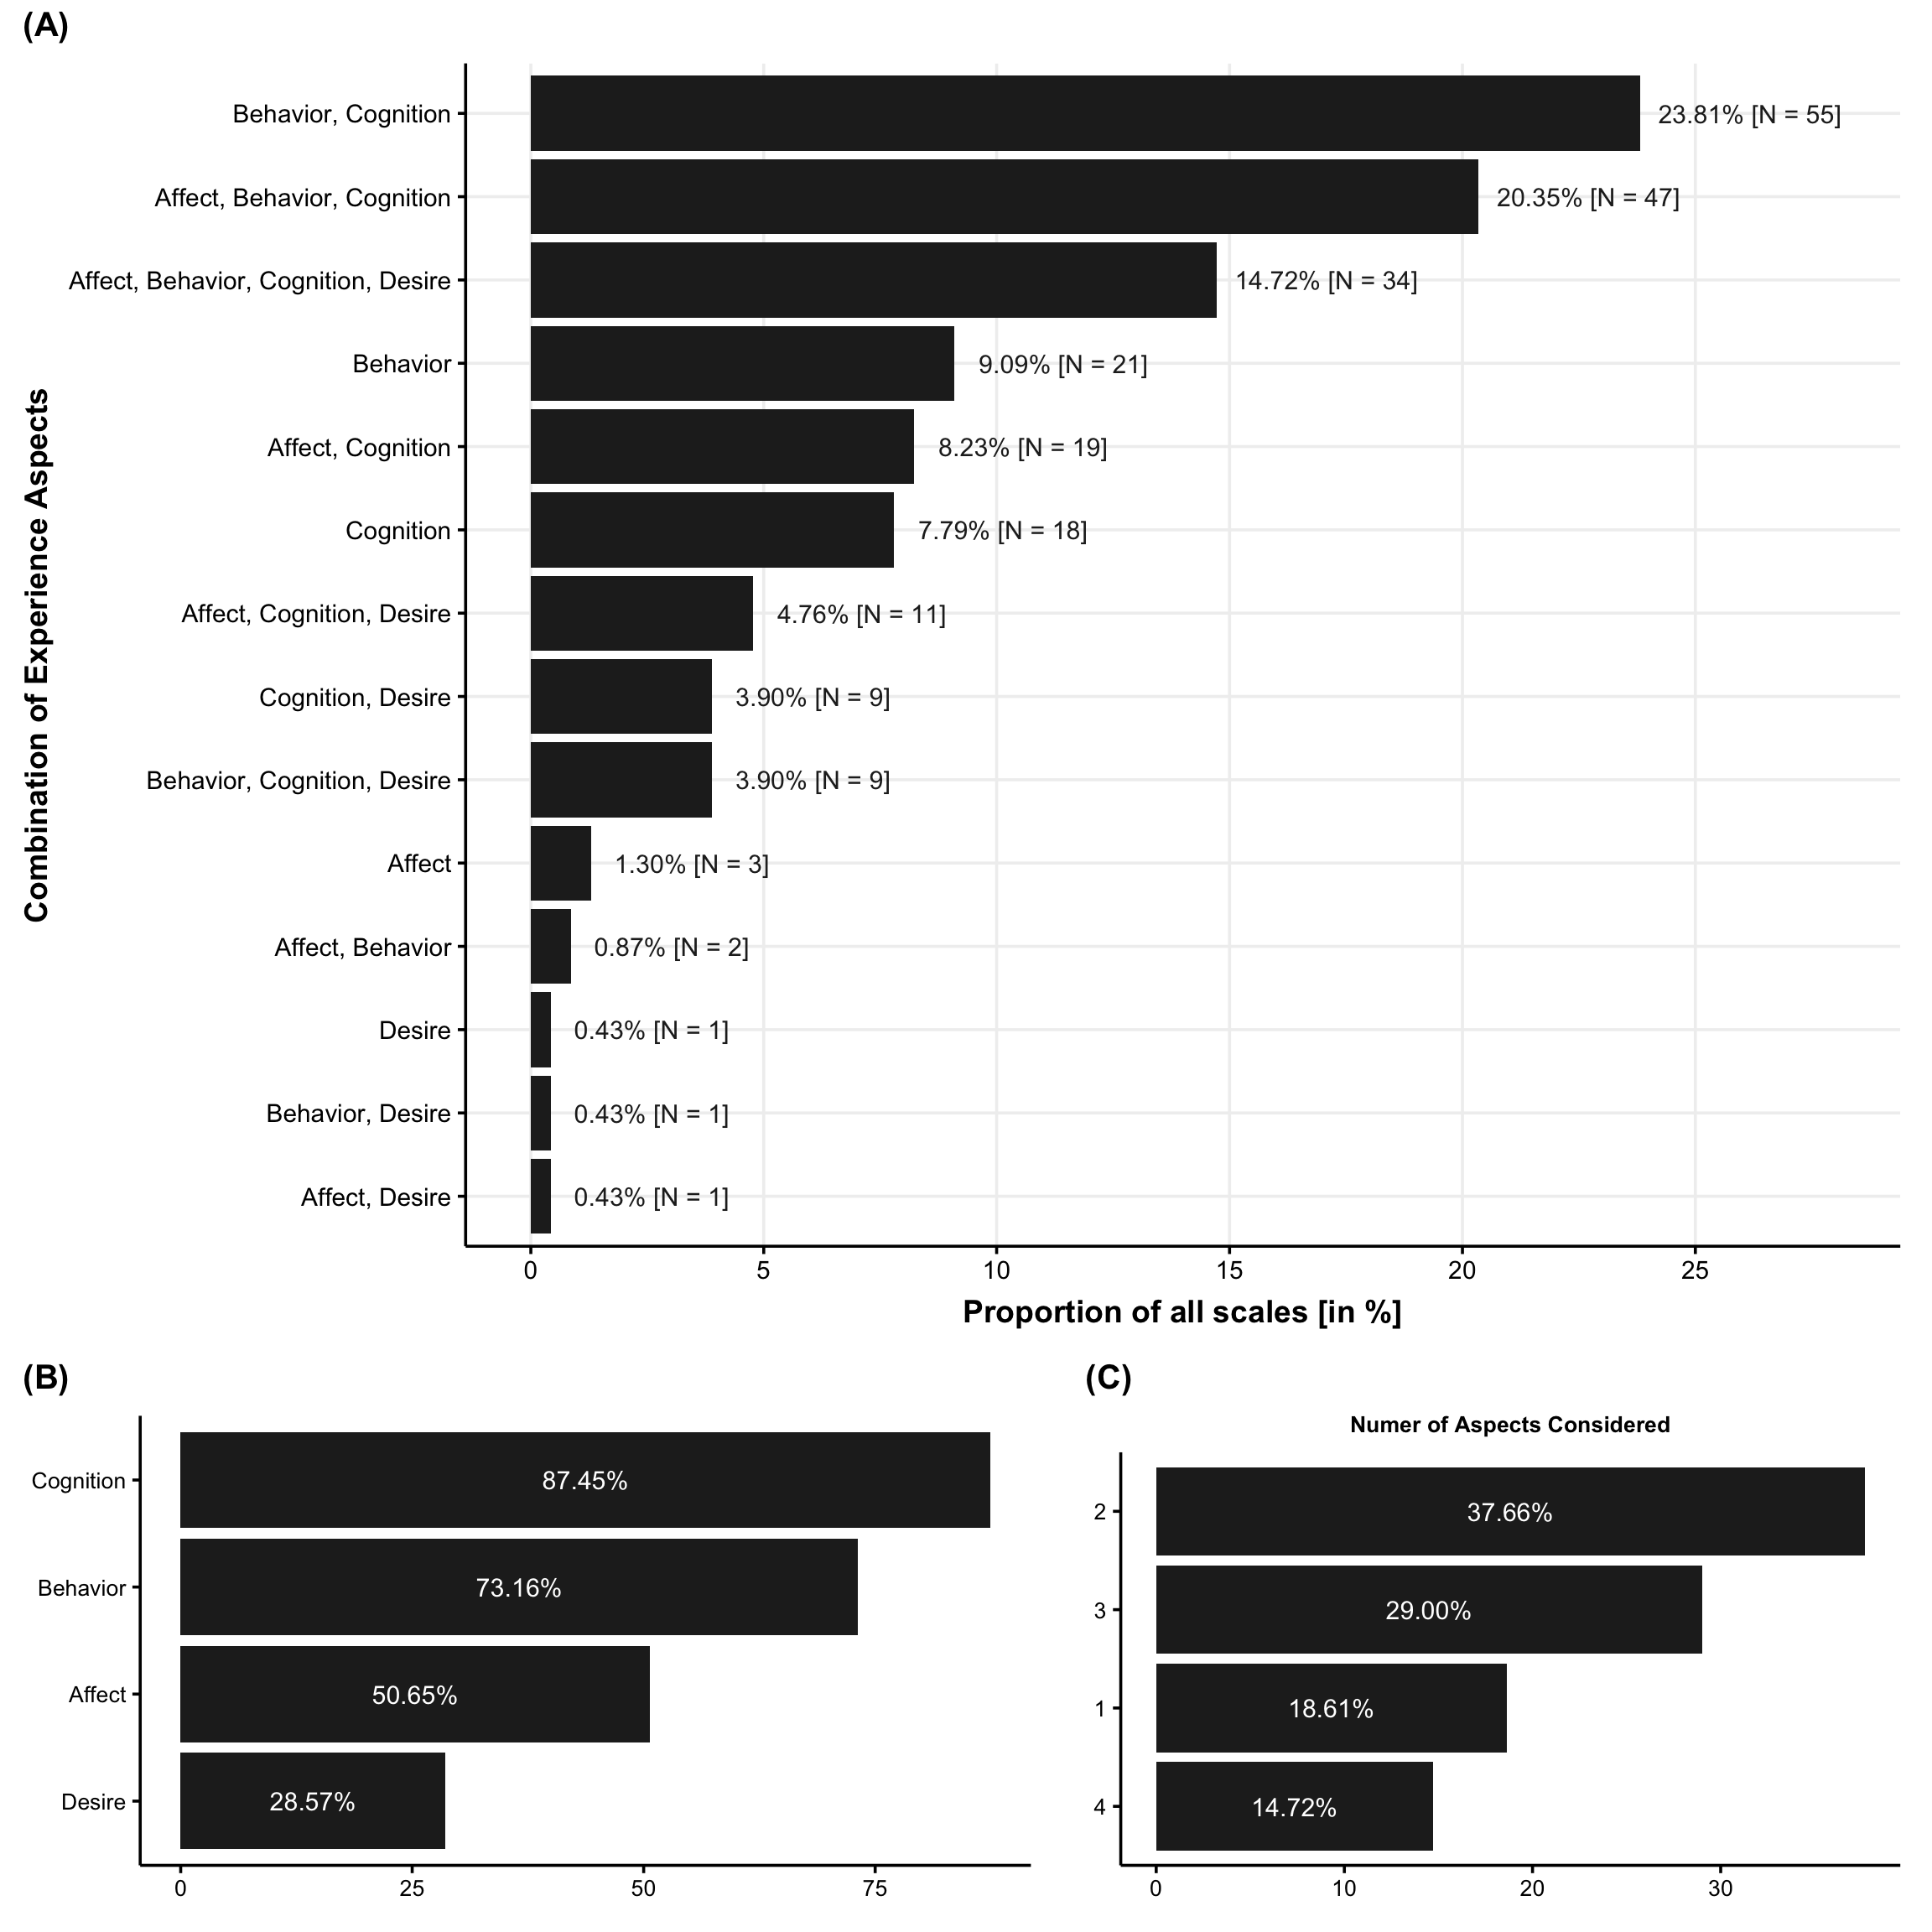 (A)
Combination of Experience Aspects
Behavior, Cognition
23.81% [N = 55]
Affect, Behavior, Cognition
20.35% [N = 47]
Affect, Behavior, Cognition, Desire
14.72% [N = 34]
Behavior
9.09% [N = 21]
Affect, Cognition
8.23% [N = 19]
Cognition
7.79% [N = 18]
Affect, Cognition, Desire
4.76% [N = 11]
Cognition, Desire
3.90% [N = 9]
Behavior, Cognition, Desire
3.90% [N = 9]
Affect
1.30% [N = 3]
Affect, Behavior
0.87% [N = 2]
Desire
0.43% [N = 1]
Behavior, Desire
0.43% [N = 1]
Affect, Desire
0.43% [N = 1]
0 5 10 15 20 25
Proportion of all scales [in %]
(B)
Cognition
87.45%
Behavior
73.16%
Affect
50.65%
Desire
28.57%
0 25 50 75
(C)
Numer of Aspects Considered
2
37.66%
3
29.00%
1
18.61%
4
14.72%
0 10 20 30